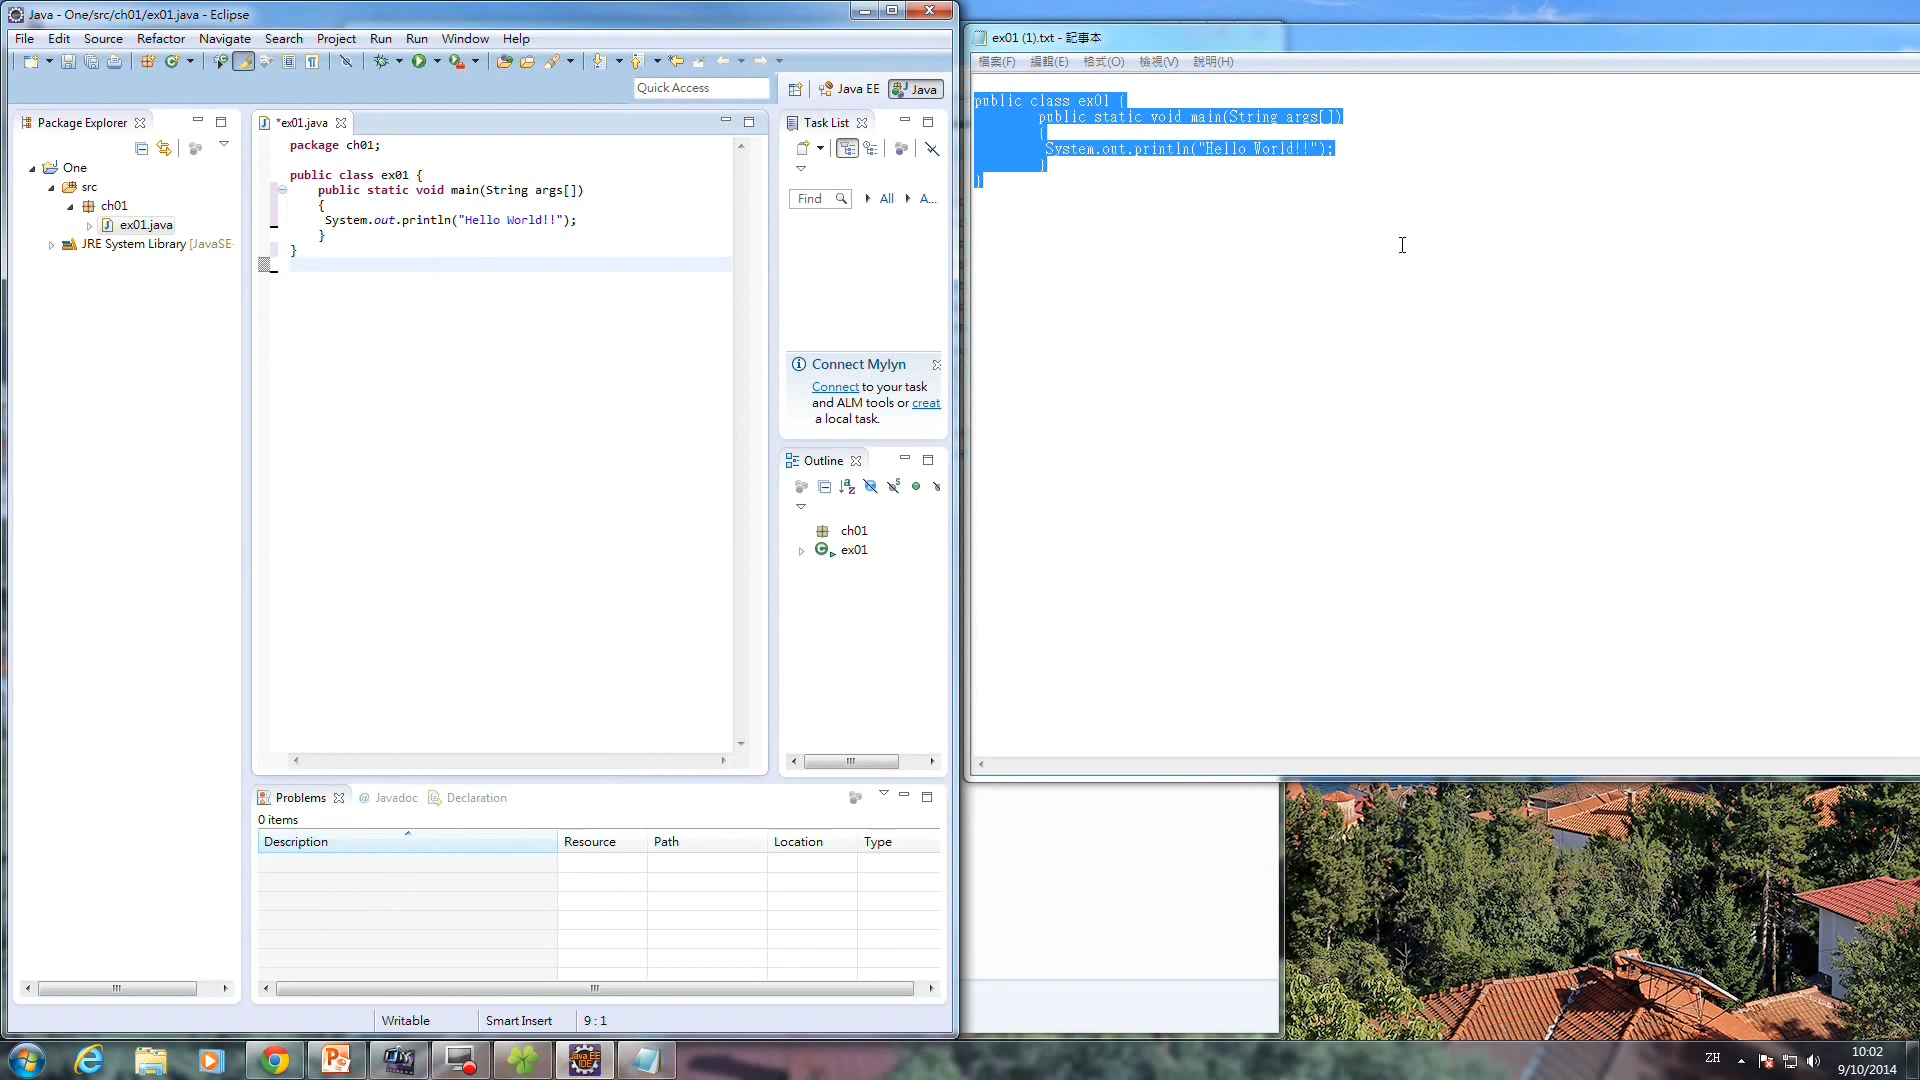 Java - One/src/ch01/ex01.java - Eclipse
File Edit Source Refactor Navigate Search Project Run Run Window Help
Quick Access
Java EE
Java
Package Explorer
One
src
ch01
ex01.java
JRE System Library [JavaSE-
*ex01.java
package ch01;
public class ex01 {
public static void main(String args[])
{
System.out.println("Hello World!!");
}
}
Task List
Find
All
A...
Connect Mylyn
Connect to your task
and ALM tools or creat
a local task.
Outline
ch01
ex01
Problems
@ Javadoc
Declaration
0 items
Description Resource Path Location Type
Writable
Smart Insert
9 : 1
ex01 (1).txt - 記事本
檔案(F) 編輯(E) 格式(O) 檢視(V) 說明(H)
public class ex01 {
public static void main(String args[])
{
System.out.println("Hello World!!");
}
}
Java EE
IDE
ZH
10:02
9/10/2014